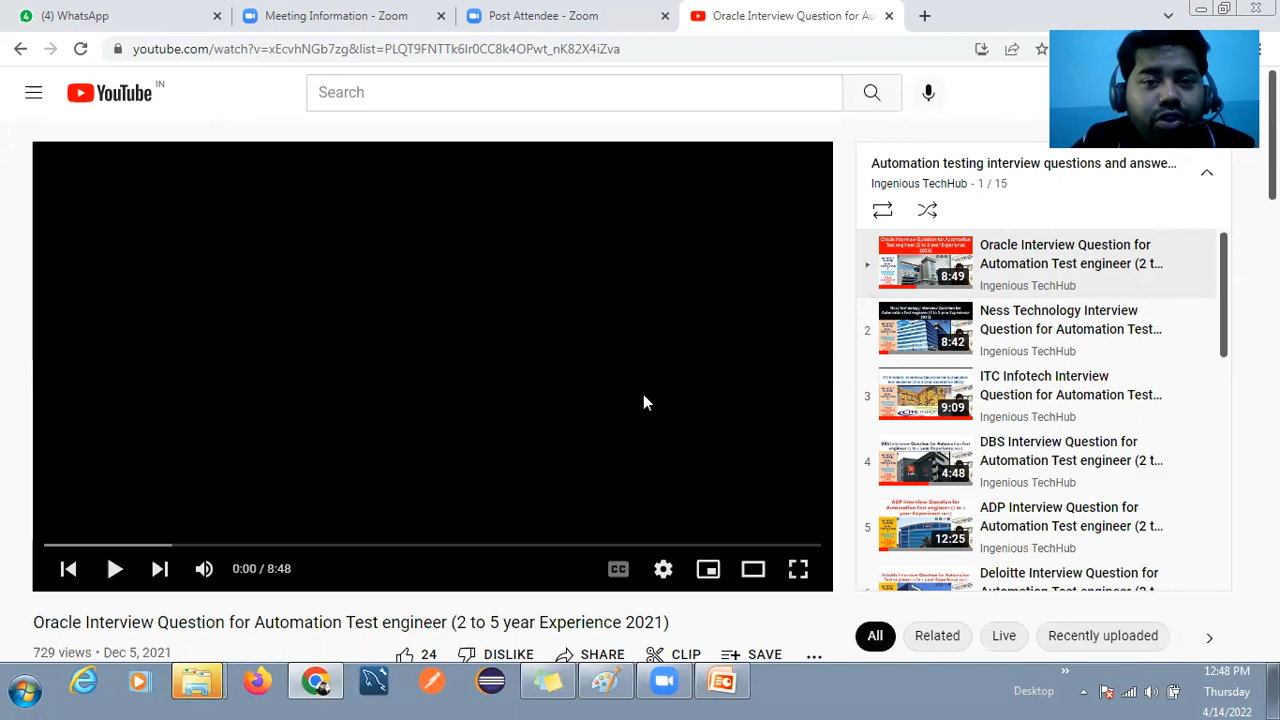 (4) WhatsApp
Meeting Information - Zoom
Post Attendee - Zoom
Oracle Interview Question for Au
youtube.com/watch?v=xEcvhNGb7zg&list=PLQT9FNTTk6lr0CC8k4OPwt_nK82X4iZva
YouTube IN
Search
Automation testing interview questions and answe...
Ingenious TechHub - 1 / 15
Oracle Interview Question for
Automation Test engineer (2 t...
8:49
Ingenious TechHub
2
Ness Technology Interview
Question for Automation Test...
8:42
Ingenious TechHub
3
ITC Infotech Interview
Question for Automation Test...
9:09
Ingenious TechHub
4
DBS Interview Question for
Automation Test engineer (2 t...
4:48
Ingenious TechHub
5
ADP Interview Question for
Automation Test engineer (2 t...
12:25
Ingenious TechHub
Deloitte Interview Question for
Automation Test engineer (2 t...
0:00 / 8:48
Oracle Interview Question for Automation Test engineer (2 to 5 year Experience 2021)
729 views • Dec 5, 2021
24
DISLIKE
SHARE
CLIP
SAVE
All
Related
Live
Recently uploaded
Desktop
12:48 PM
Thursday
4/14/2022